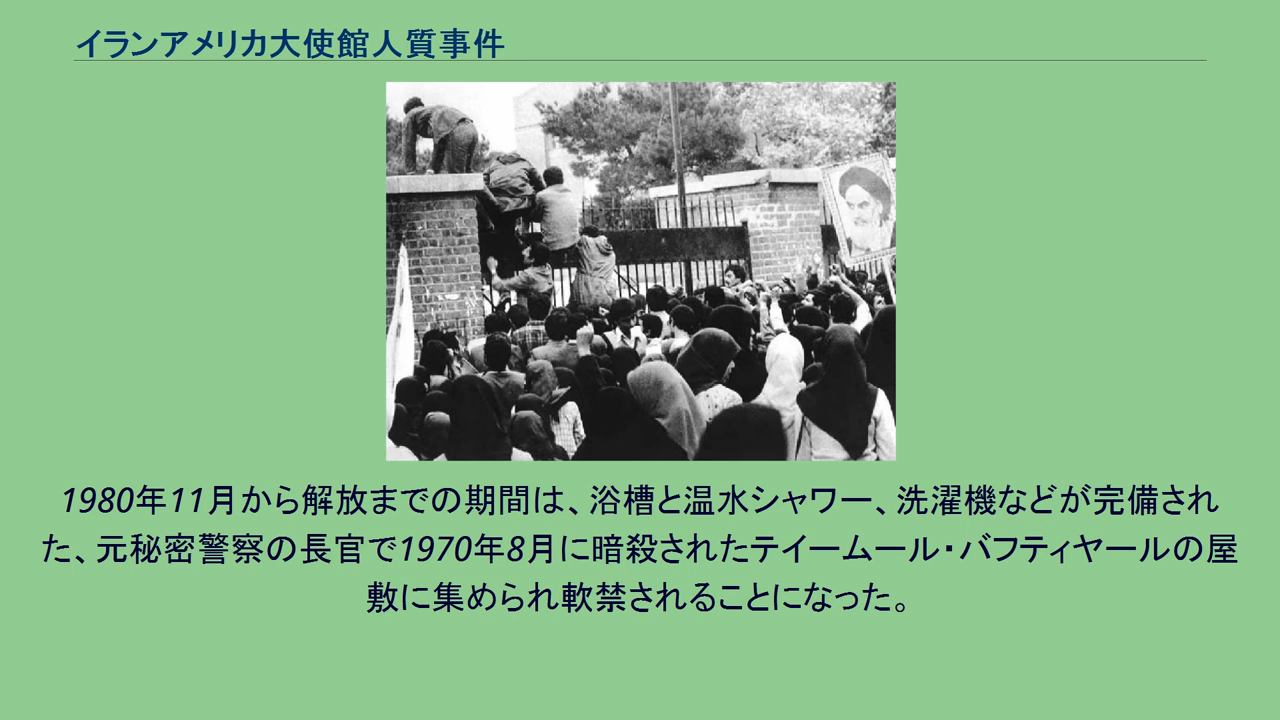 イランアメリカ大使館人質事件
1980年11月から解放までの期間は、浴槽と温水シャワー、洗濯機などが完備され
た、元秘密警察の長官で1970年8月に暗殺されたテイームール・バフティヤールの屋
敷に集められ軟禁されることになった。